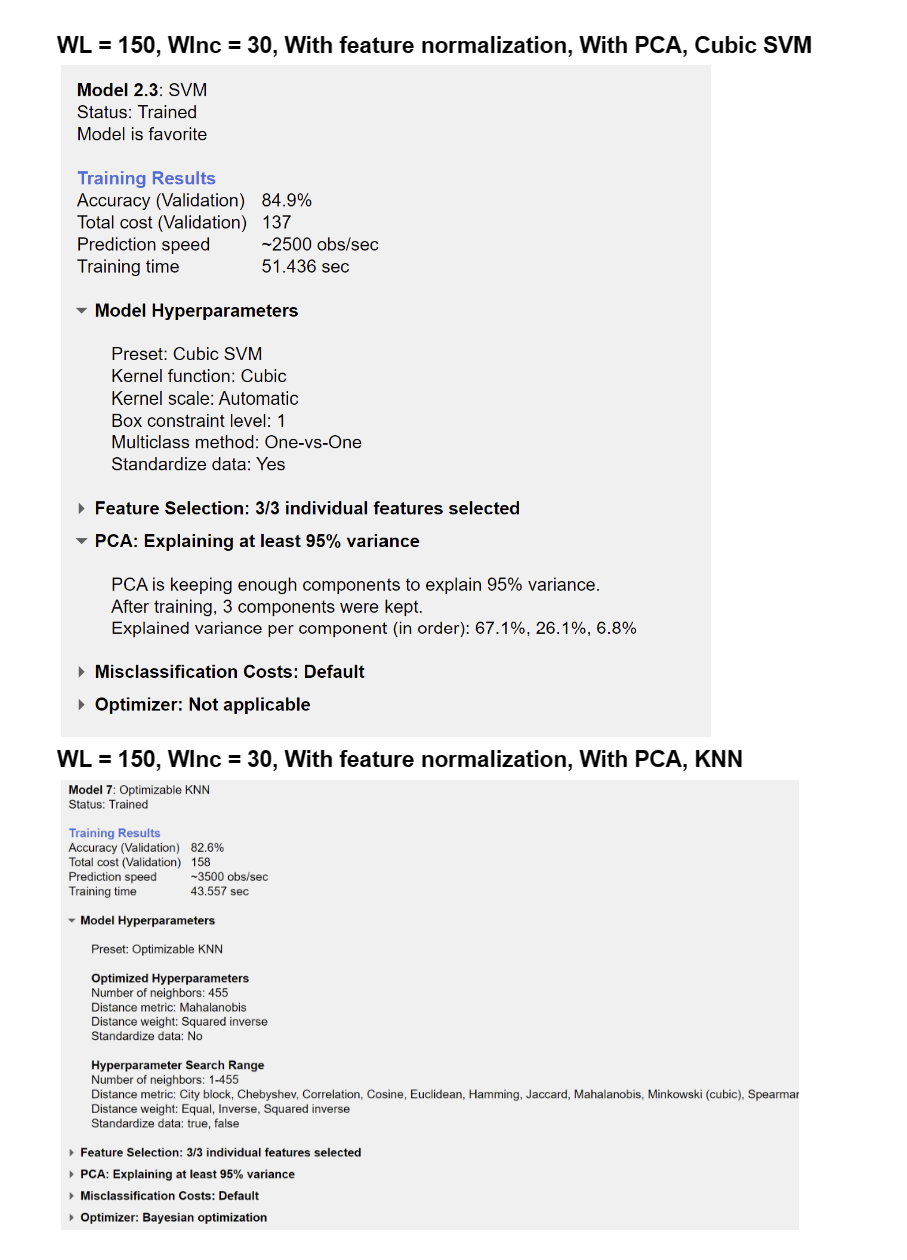 WL = 150, WInc = 30, With feature normalization, With PCA, Cubic SVM
Model 2.3: SVM
Status: Trained
Model is favorite
Training Results
Accuracy (Validation) 84.9%
Total cost (Validation) 137
Prediction speed ~2500 obs/sec
Training time 51.436 sec
Model Hyperparameters
Preset: Cubic SVM
Kernel function: Cubic
Kernel scale: Automatic
Box constraint level: 1
Multiclass method: One-vs-One
Standardize data: Yes
Feature Selection: 3/3 individual features selected
PCA: Explaining at least 95% variance
PCA is keeping enough components to explain 95% variance.
After training, 3 components were kept.
Explained variance per component (in order): 67.1%, 26.1%, 6.8%
Misclassification Costs: Default
Optimizer: Not applicable
WL = 150, WInc = 30, With feature normalization, With PCA, KNN
Model 7: Optimizable KNN
Status: Trained
Training Results
Accuracy (Validation) 82.6%
Total cost (Validation) 158
Prediction speed ~3500 obs/sec
Training time 43.557 sec
Model Hyperparameters
Preset: Optimizable KNN
Optimized Hyperparameters
Number of neighbors: 455
Distance metric: Mahalanobis
Distance weight: Squared inverse
Standardize data: No
Hyperparameter Search Range
Number of neighbors: 1-455
Distance metric: City block, Chebyshev, Correlation, Cosine, Euclidean, Hamming, Jaccard, Mahalanobis, Minkowski (cubic), Spearman
Distance weight: Equal, Inverse, Squared inverse
Standardize data: true, false
Feature Selection: 3/3 individual features selected
PCA: Explaining at least 95% variance
Misclassification Costs: Default
Optimizer: Bayesian optimization